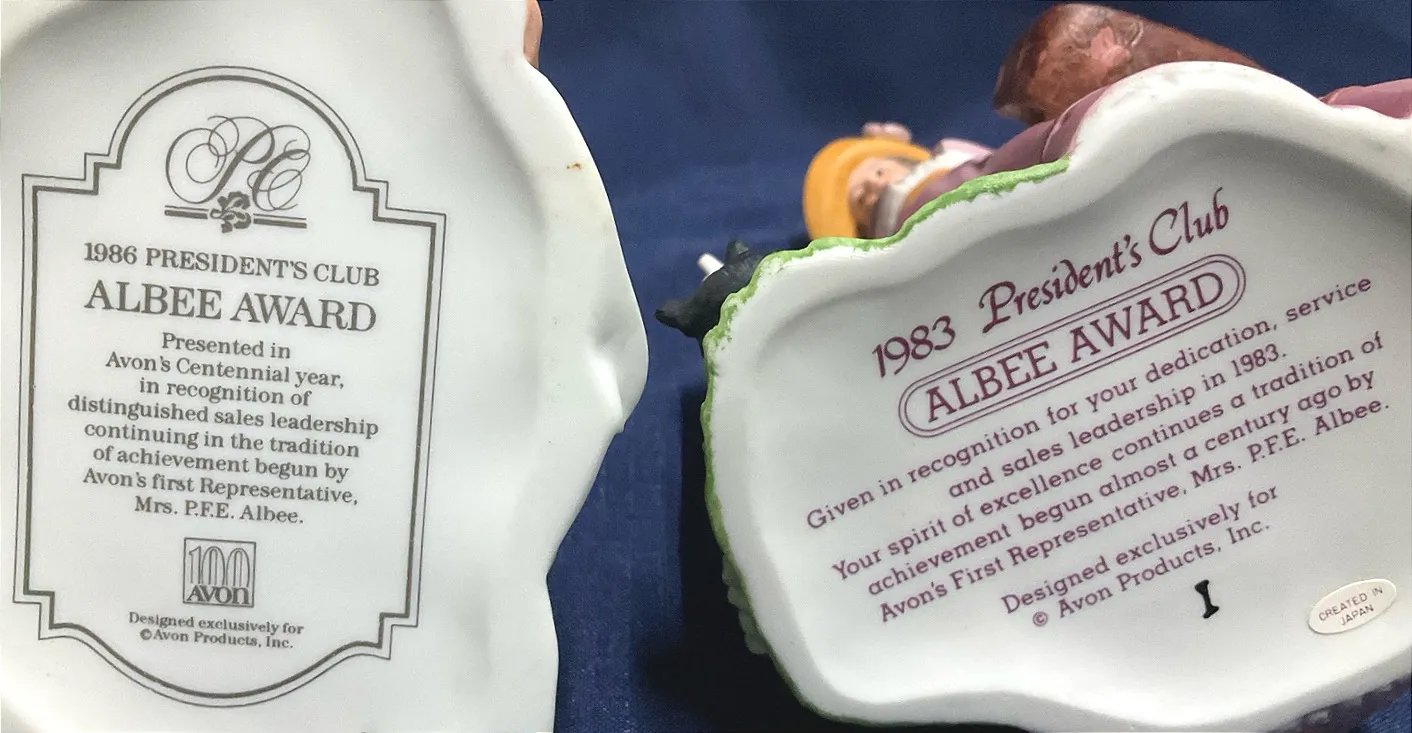 PE
1986 PRESIDENT'S CLUB
ALBEE AWARD
Presented in
Avon's Centennial year,
in recognition of
distinguished sales leadership
continuing in the tradition
of achievement begun by
Avon's first Representative,
Mrs. P.F.E. Albee.
100
AVON
Designed exclusively for
©Avon Products, Inc.
1983 President's Club
ALBEE AWARD
Given in recognition for your dedication, service
and sales leadership in 1983.
Your spirit of excellence continues a tradition of
achievement begun almost a century ago by
Avon's First Representative, Mrs. P.F.E. Albee.
Designed exclusively for
© Avon Products, Inc.
I
CREATED IN
JAPAN